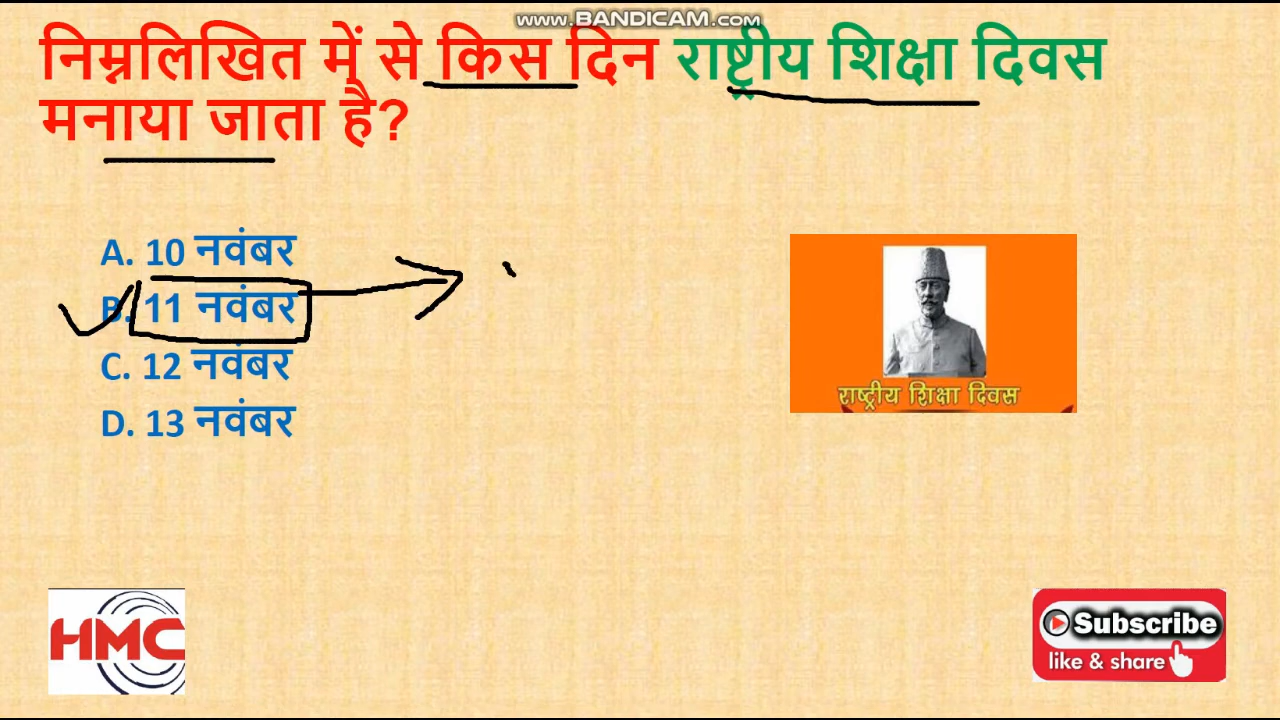 www.BANDICAM.com
निम्नलिखित में से किस दिन राष्ट्रीय शिक्षा दिवस
मनाया जाता है?
A. 10 नवंबर
B. 11 नवंबर
C. 12 नवंबर
D. 13 नवंबर
राष्ट्रीय शिक्षा दिवस
HMC
Subscribe
like & share